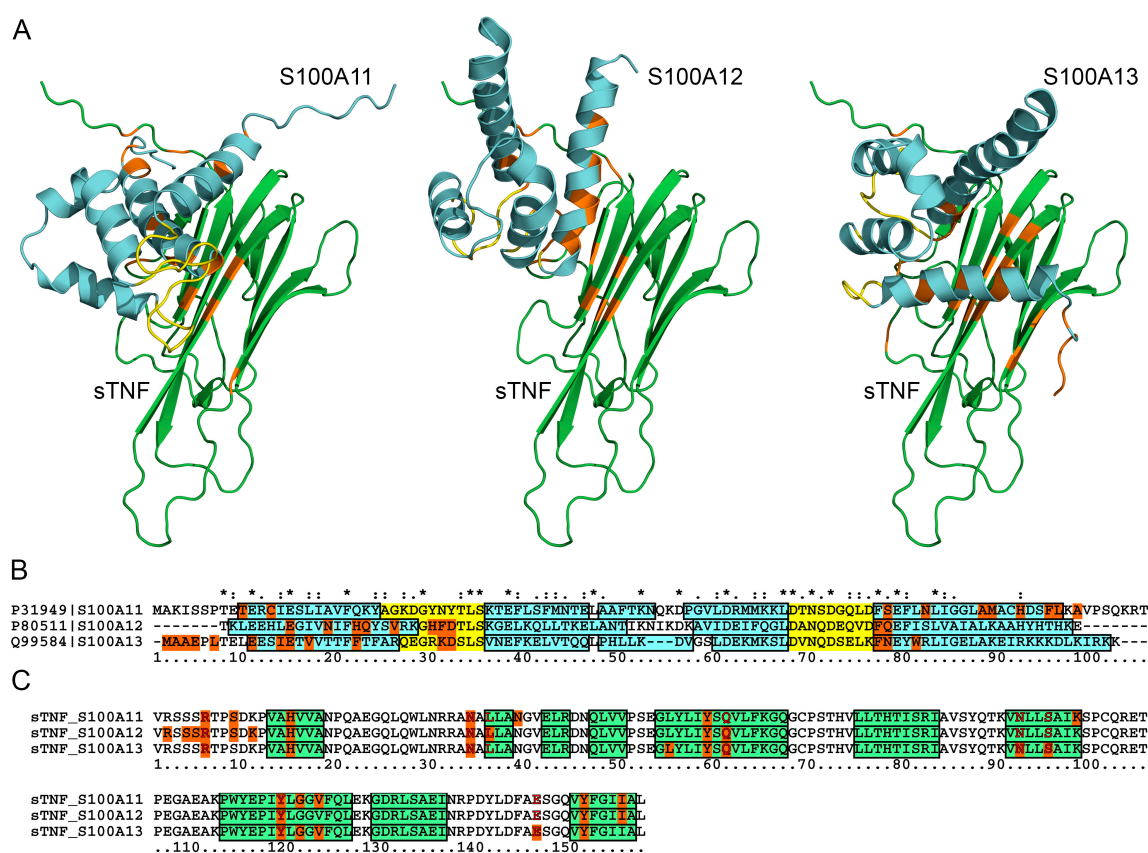 A
S100A11
S100A12
S100A13
sTNF
sTNF
sTNF
B
P31949|S100A11 MAKISSPTETERCIESLIAVFQKYAGKDGYNYTLSKTEFLSFMNTELAAFTKNQKDPGVLDRMMKKLDTNSDGQLDFSEFLNLIGGLAMACHDSFLKAVPSQKRT
P80511|S100A12 --------TKLEEHLEGIVNIFHQYSVRKGHFDTLSKGELKQLLTKELANTIKNIKDKAVIDEIFQGLDANQDEQVDFQEFISLVAIALKAAHYHTHKE------
Q99584|S100A13 -MAAEPLTELEESIETVVTTFFTFARQEGRKDSLSVNEFKELVTQQLPHLLK---DVGSLDEKMKSLDVNQDSELKFNEYWRLIGELAKEIRKKKDLKIRKK---
1.......10........20........30........40........50........60........70........80........90........100....
C
sTNF_S100A11 VRSSSRTPSDKPVAHVVANPQAEGQLQWLNRRANALLANGVELRDNQLVVPSEGLYLIYSQVLFKGQGCPSTHVLLTHTISRIAVSYQTKVNLLSAIKSPCQRET
sTNF_S100A12 VRSSSRTPSDKPVAHVVANPQAEGQLQWLNRRANALLANGVELRDNQLVVPSEGLYLIYSQVLFKGQGCPSTHVLLTHTISRIAVSYQTKVNLLSAIKSPCQRET
sTNF_S100A13 VRSSSRTPSDKPVAHVVANPQAEGQLQWLNRRANALLANGVELRDNQLVVPSEGLYLIYSQVLFKGQGCPSTHVLLTHTISRIAVSYQTKVNLLSAIKSPCQRET
1.......10........20........30........40........50........60........70........80........90........100.....
sTNF_S100A11 PEGAEAKPWYEPIYLGGVFQLEKGDRLSAEINRPDYLDFAESGQVYFGIIAL
sTNF_S100A12 PEGAEAKPWYEPIYLGGVFQLEKGDRLSAEINRPDYLDFAESGQVYFGIIAL
sTNF_S100A13 PEGAEAKPWYEPIYLGGVFQLEKGDRLSAEINRPDYLDFAESGQVYFGIIAL
..110.......120.......130.......140.......150.......